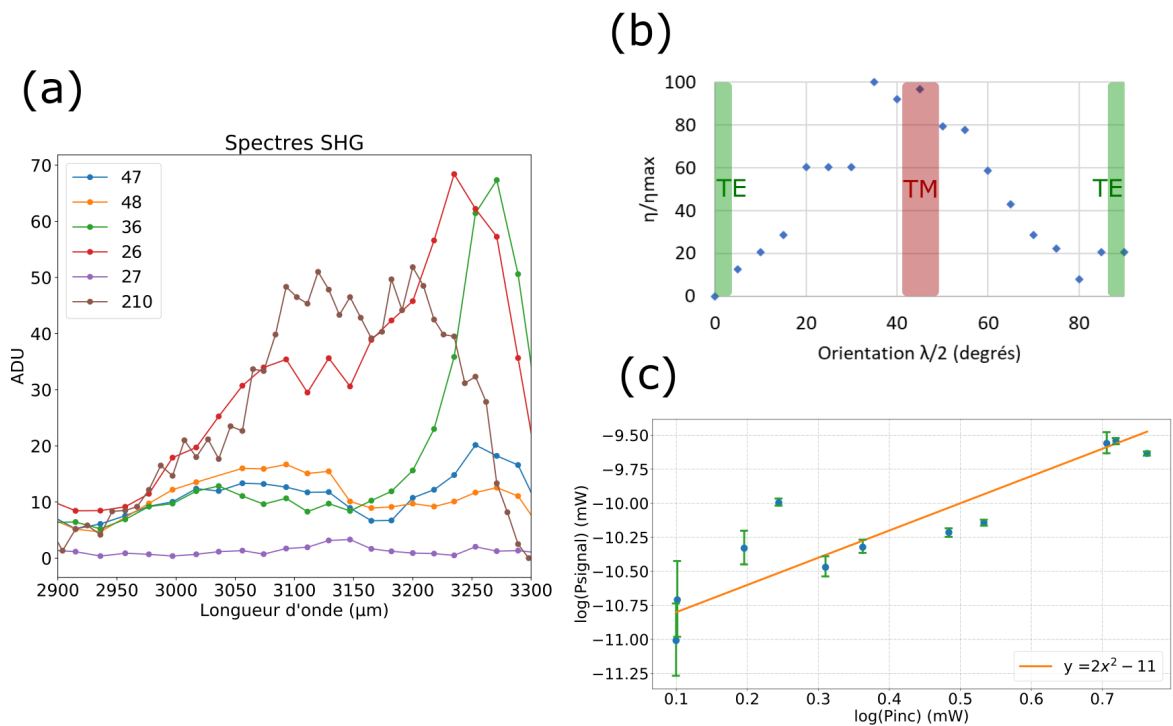 (a)
Spectres SHG
47
48
36
26
27
210
70
60
50
40
30
20
10
0
ADU
2900 2950 3000 3050 3100 3150 3200 3250 3300
Longueur d'onde (μm)
(b)
100
80
60
40
20
0
η/ηmax
TE
TM
TE
0 20 40 60 80
Orientation λ/2 (degrés)
(c)
−9.50
−9.75
−10.00
−10.25
−10.50
−10.75
−11.00
−11.25
log(Psignal) (mW)
y =2x² − 11
0.1 0.2 0.3 0.4 0.5 0.6 0.7
log(Pinc) (mW)